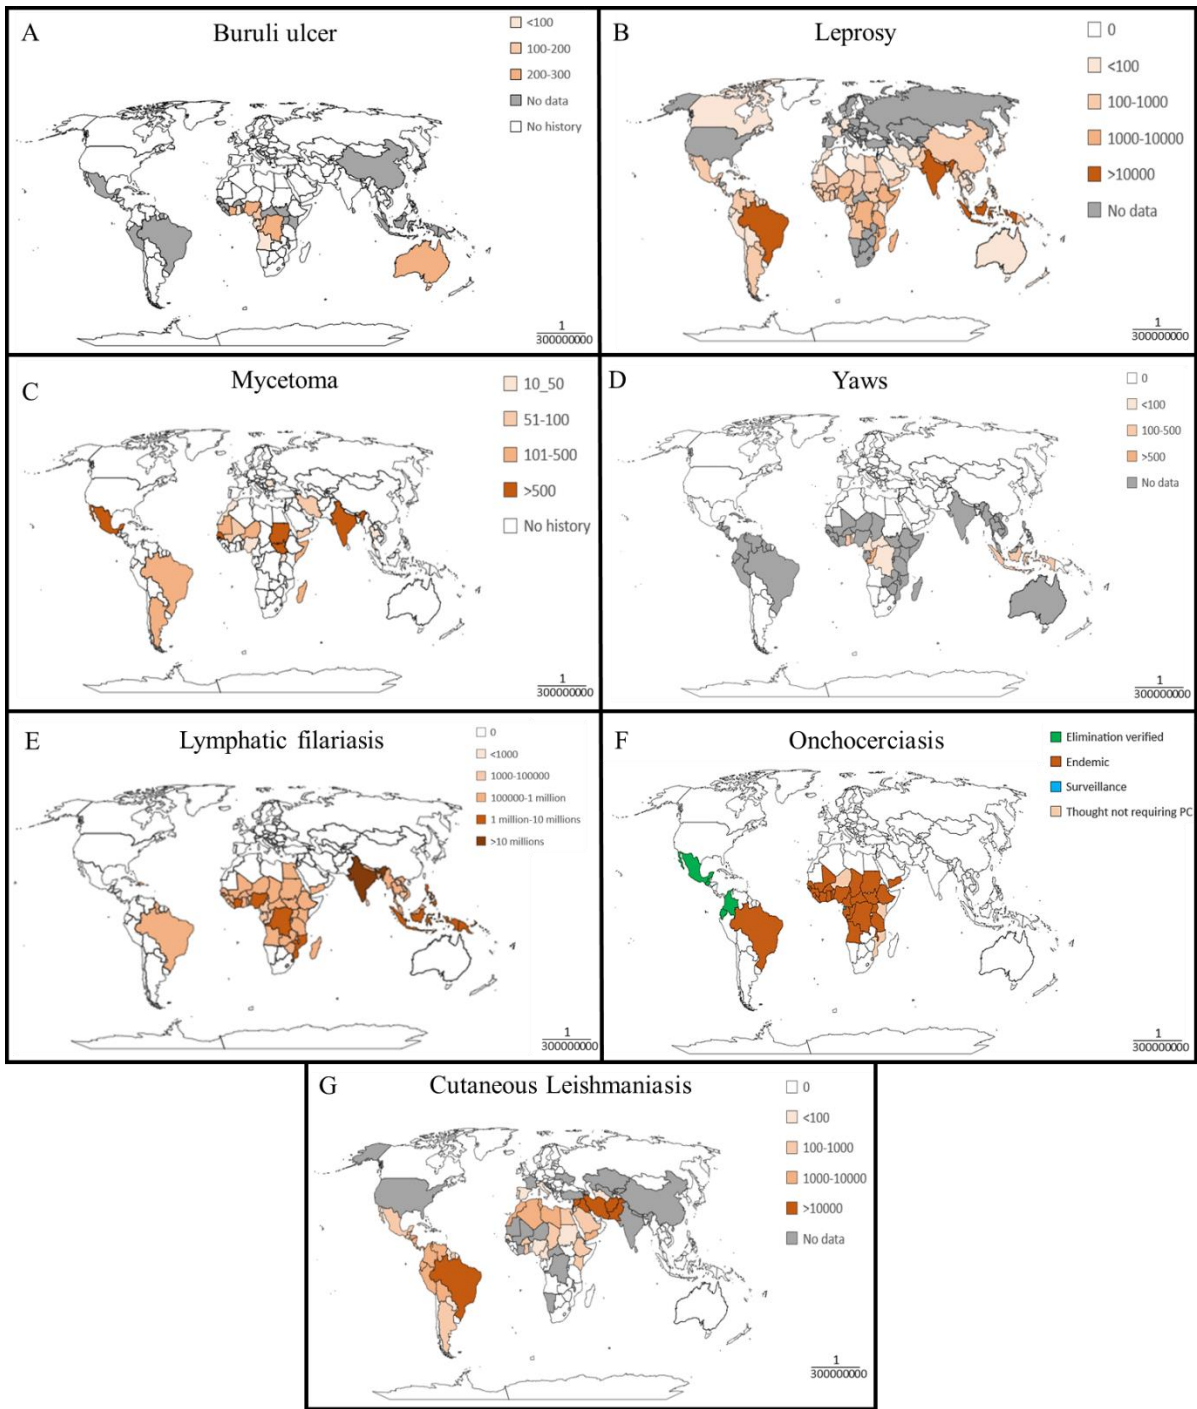 A
Buruli ulcer
<100
100-200
200-300
No data
No history
1
300000000
B
Leprosy
0
<100
100-1000
1000-10000
>10000
No data
1
300000000
C
Mycetoma
10_50
51-100
101-500
>500
No history
1
300000000
D
Yaws
0
<100
100-500
>500
No data
1
300000000
E
Lymphatic filariasis
0
<1000
1000-100000
100000-1 million
1 million-10 millions
>10 millions
1
300000000
F
Onchocerciasis
Elimination verified
Endemic
Surveillance
Thought not requiring PC
1
300000000
G
Cutaneous Leishmaniasis
0
<100
100-1000
1000-10000
>10000
No data
1
300000000